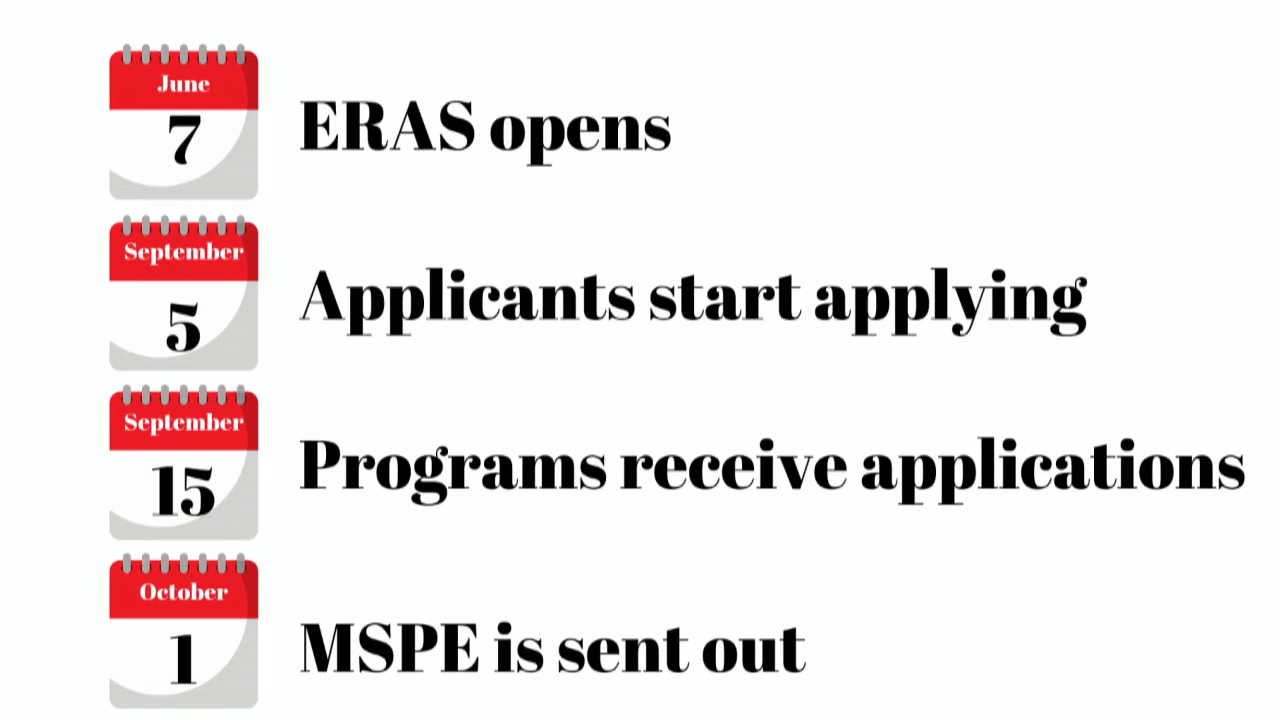 June
7
ERAS opens
September
5
Applicants start applying
September
15
Programs receive applications
October
1
MSPE is sent out